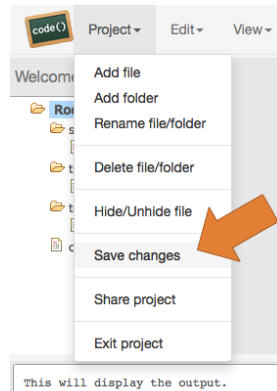 code()
Project Edit View
Welcom
Add file
Add folder
Rename file/folder
Delete file/folder
Hide/Unhide file
Save changes
Share project
Exit project
This will display the output.